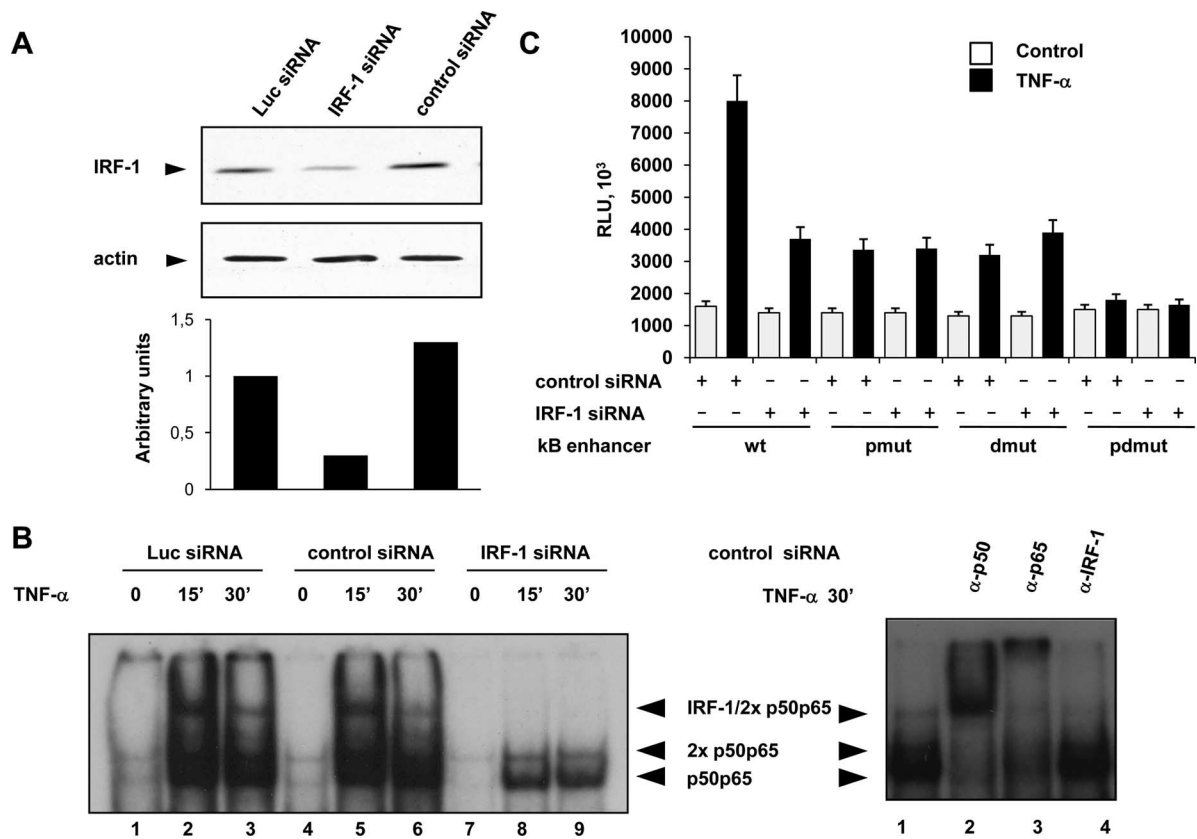 A
Luc siRNA
IRF-1 siRNA
control siRNA
IRF-1
actin
Arbitrary units
1,5
1
0,5
0
C
Control
TNF-α
RLU, 10³
10000
9000
8000
7000
6000
5000
4000
3000
2000
1000
0
control siRNA + + – – + + – – + + – – + + – –
IRF-1 siRNA – – + + – – + + – – + + – – + +
kB enhancer wt pmut dmut pdmut
B
Luc siRNA control siRNA IRF-1 siRNA
TNF-α 0 15' 30' 0 15' 30' 0 15' 30'
1 2 3 4 5 6 7 8 9
IRF-1/2x p50p65
2x p50p65
p50p65
control siRNA
TNF-α 30'
α-p50
α-p65
α-IRF-1
1 2 3 4